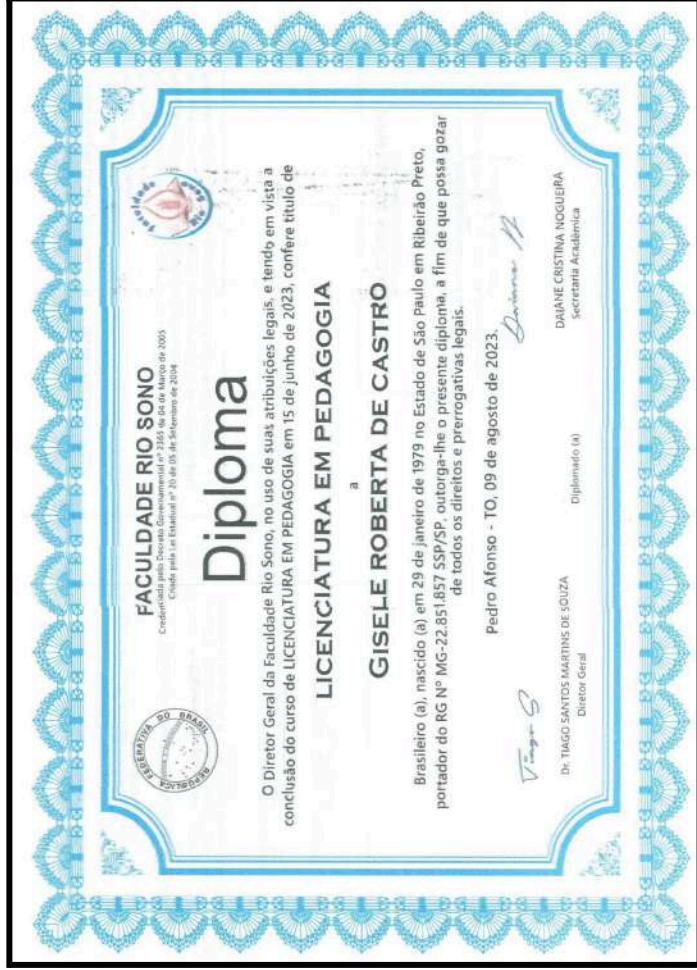 FACULDADE RIO SONO
Credenciada pelo Decreto Governamental nº 2365 de 04 de Março de 2005
Criada pela Lei Estadual nº 20 de 05 de Setembro de 2004
REPÚBLICA FEDERATIVA DO BRASIL
faculdade rio sono
Diploma
O Diretor Geral da Faculdade Rio Sono, no uso de suas atribuições legais, e tendo em vista a
conclusão do curso de LICENCIATURA EM PEDAGOGIA em 15 de junho de 2023, confere título de
LICENCIATURA EM PEDAGOGIA
a
GISELE ROBERTA DE CASTRO
Brasileiro (a), nascido (a) em 29 de janeiro de 1979 no Estado de São Paulo em Ribeirão Preto,
portador do RG Nº MG-22.851.857 SSP/SP, outorga-lhe o presente diploma, a fim de que possa gozar
de todos os direitos e prerrogativas legais.
Pedro Afonso - TO, 09 de agosto de 2023.
Tiago S
Daiane
Dr. TIAGO SANTOS MARTINS DE SOUZA
Diretor Geral
Diplomado (a)
DAIANE CRISTINA NOGUEIRA
Secretaria Acadêmica